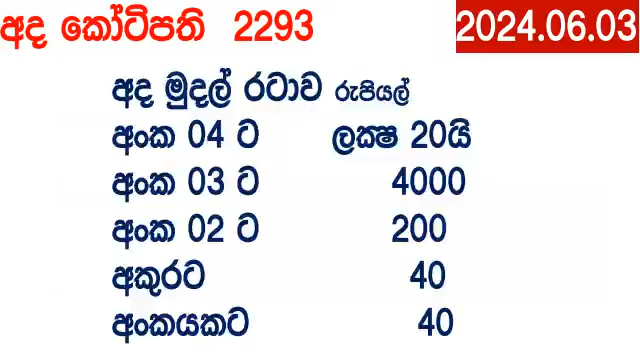 අද කෝටිපති 2293 2024.06.03
අද මුදල් රටාව රුපියල්
අංක 04 ට ලක්ෂ 20යි
අංක 03 ට 4000
අංක 02 ට 200
අකුරට 40
අංකයකට 40